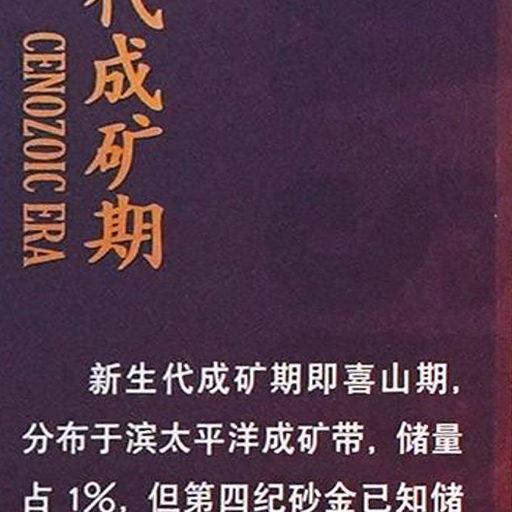 代成矿期
CENOZOIC ERA
新生代成矿期即喜山期,
分布于滨太平洋成矿带, 储量
占 1%, 但第四纪砂金已知储